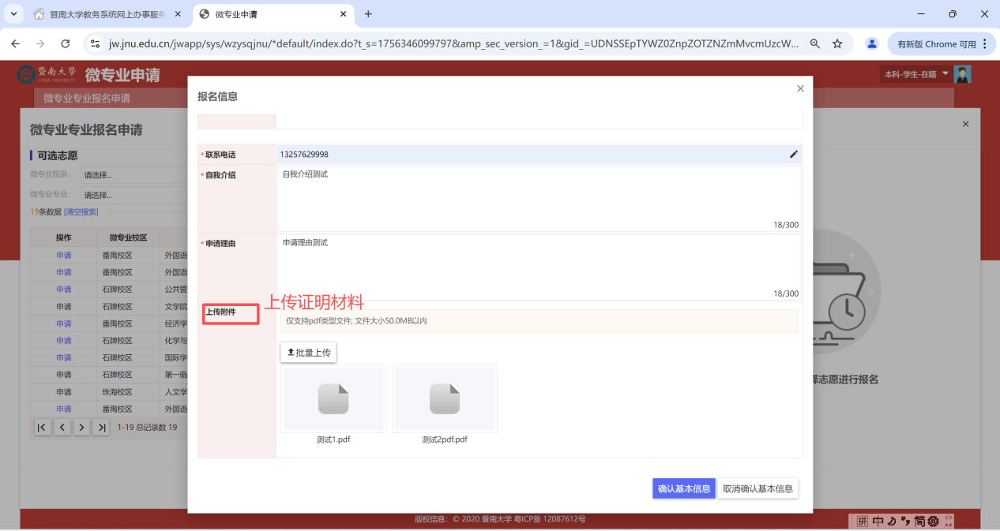 暨南大学教务系统网上办事服务
微专业申请
jw.jnu.edu.cn/jwapp/sys/wzysqjnu/*default/index.do?t_s=1756346099797&amp_sec_version_=1&gid_=UDNSSEpTYWZ0ZnpZOTZNZmMvcmUzcW...
有新版 Chrome 可用
暨南大學
JINAN UNIVERSITY
微专业申请
本科-学生-在籍
微专业专业报名申请
微专业专业报名申请
可选志愿
微专业院系: 请选择...
微专业专业: 请选择...
19条数据 [清空搜索]
操作 微专业校区
申请 番禺校区 外国语
申请 番禺校区 外国语
申请 石牌校区 公共管
申请 石牌校区 文学院
申请 番禺校区 经济学
申请 石牌校区 化学与
申请 石牌校区 国际学
申请 石牌校区 第一临
申请 珠海校区 人文学
申请 番禺校区 外国语
1-19 总记录数 19
报名信息
* 联系电话 13257629998
* 自我介绍 自我介绍测试
18/300
* 申请理由 申请理由测试
18/300
上传附件 上传证明材料
仅支持pdf类型文件; 文件大小50.0MB以内
批量上传
测试1.pdf 测试2pdf.pdf
确认基本信息 取消确认基本信息
择志愿进行报名
版权信息: © 2020 暨南大学 粤ICP备 12087612号
拼 中 简